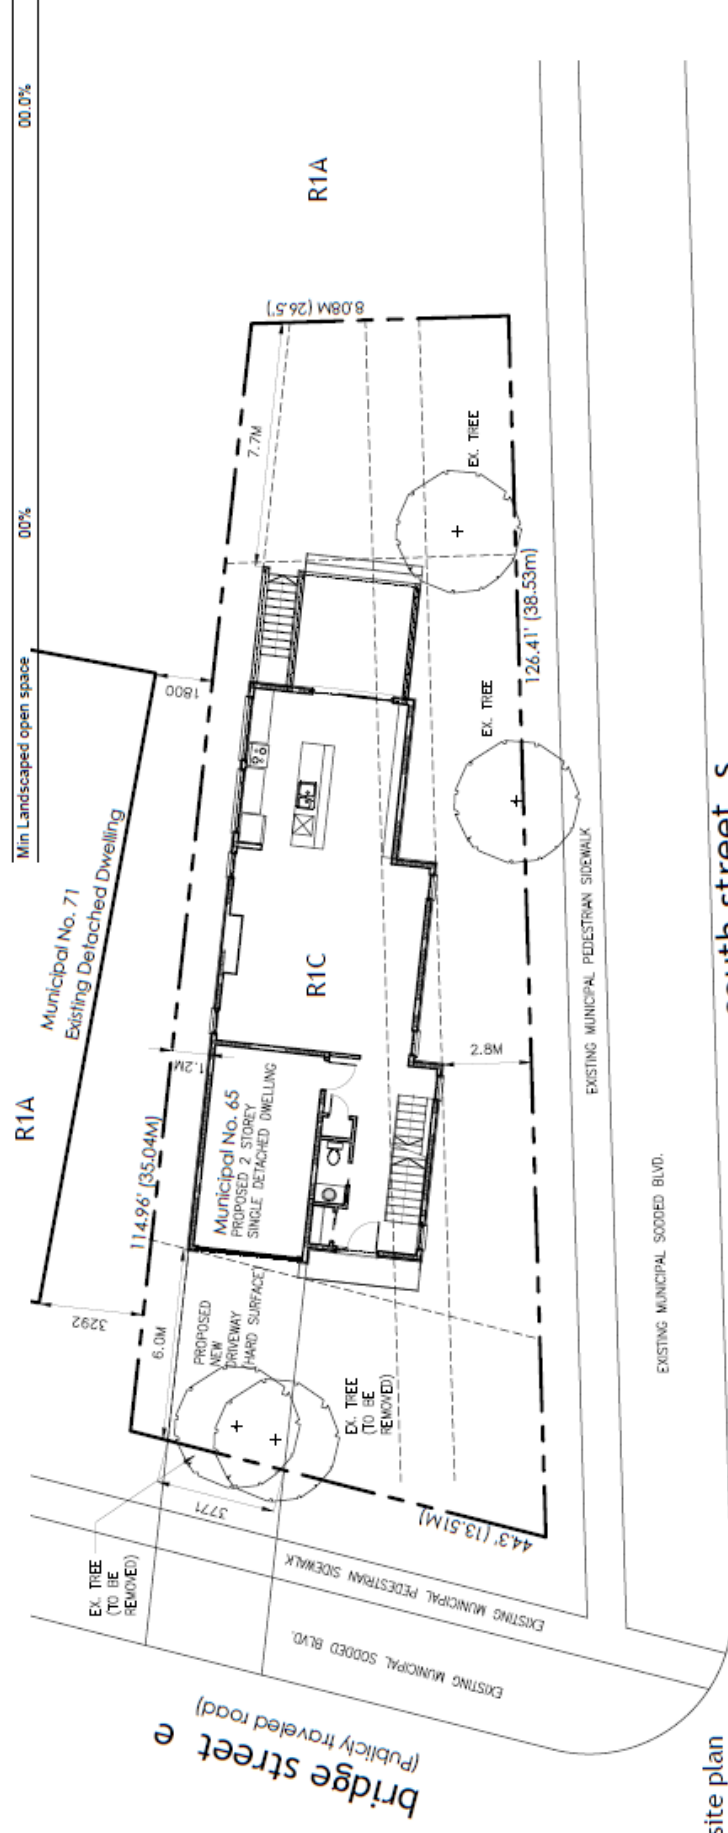 00.0%
00%
Min Landscaped open space
R1A
8.08M (26.5')
7.7M
EX. TREE
126.41' (38.53m)
EX. TREE
1800
Municipal No. 71
Existing Detached Dwelling
R1A
R1C
1.2M
2.8M
EXISTING MUNICIPAL PEDESTRIAN SIDEWALK
Municipal No. 65
PROPOSED 2 STOREY
SINGLE DETACHED DWELLING
114.96' (35.04M)
EXISTING MUNICIPAL SODDED BLVD.
3292
6.0M
PROPOSED
NEW
DRIVEWAY
(HARD SURFACE)
EX. TREE
(TO BE
REMOVED)
3771
44.3' (13.51M)
EX. TREE
(TO BE
REMOVED)
EXISTING MUNICIPAL PEDESTRIAN SIDEWALK
EXISTING MUNICIPAL SODDED BLVD.
bridge street e
(Publicly traveled road)
site plan